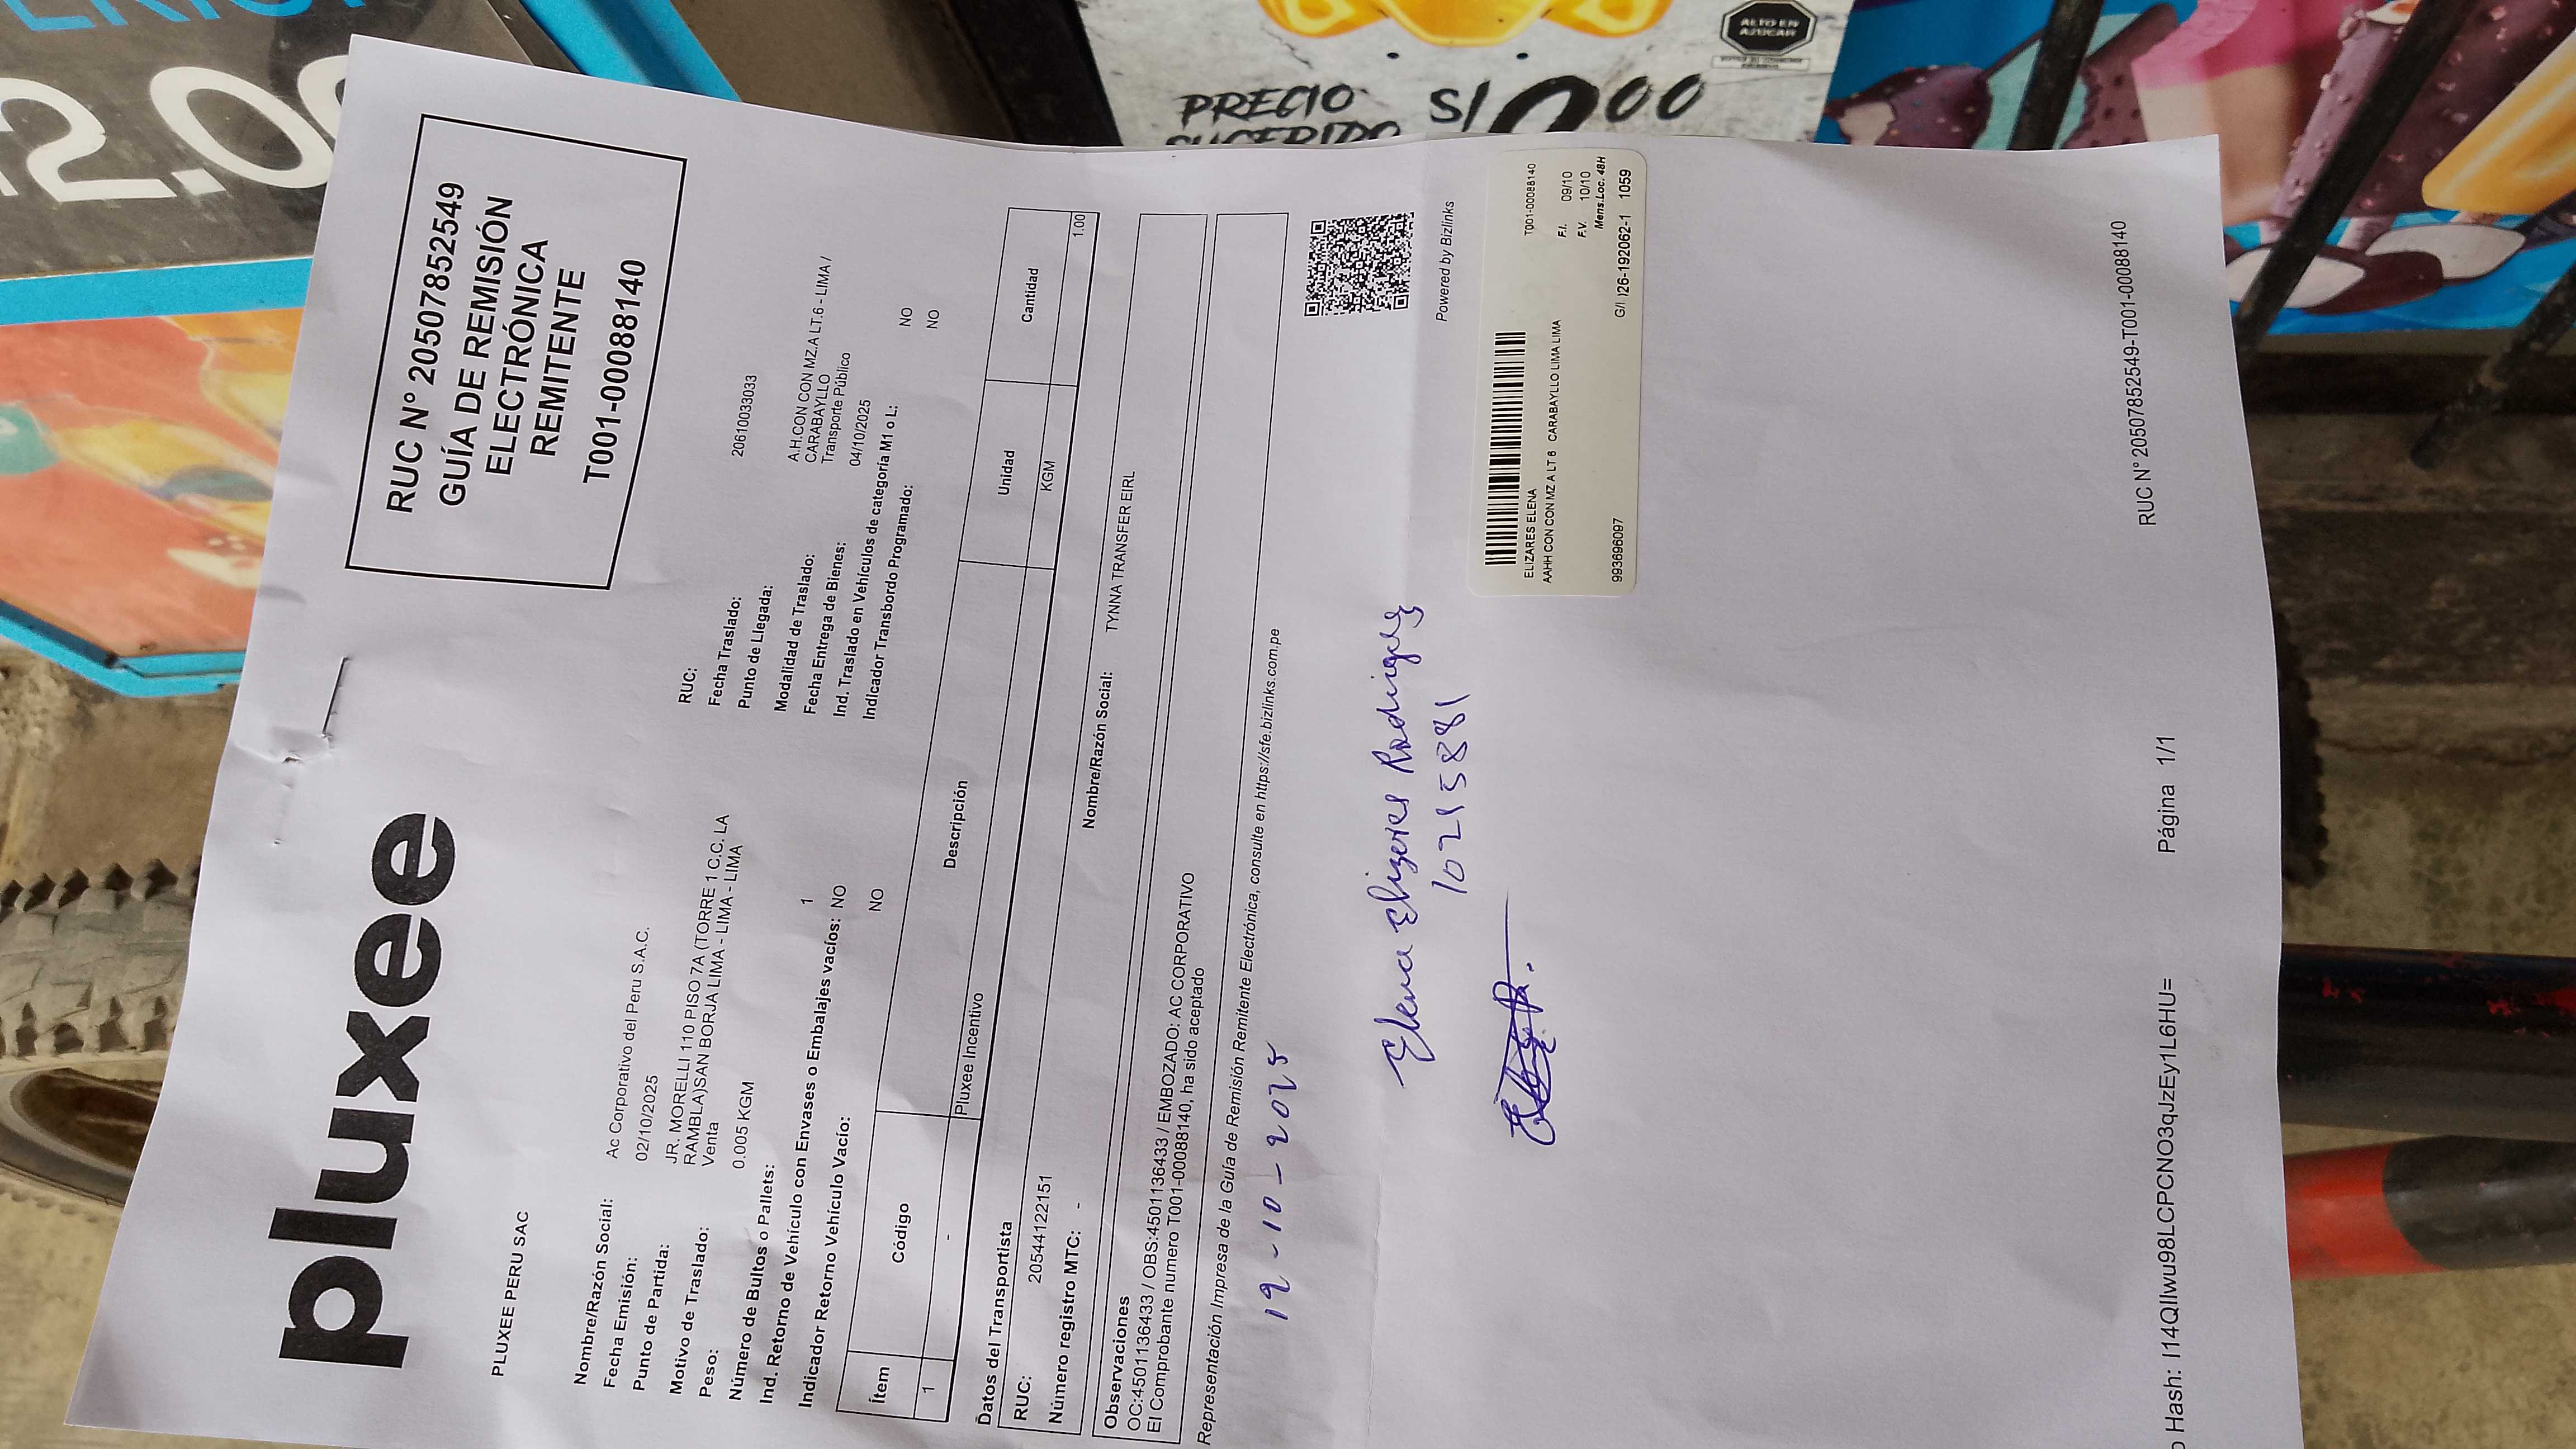 pluxee
RUC N° 20507852549
GUÍA DE REMISIÓN
ELECTRÓNICA
REMITENTE
T001-00088140
PLUXEE PERU SAC
Nombre/Razón Social: Ac Corporativo del Peru S.A.C.
Fecha Emisión: 02/10/2025
Punto de Partida: JR. MORELLI 110 PISO 7A (TORRE 1 C.C. LA
RAMBLA)SAN BORJA LIMA - LIMA - LIMA
Motivo de Traslado: Venta
Peso: 0.005 KGM
Número de Bultos o Pallets:
Ind. Retorno de Vehículo con Envases o Embalajes vacíos: NO
1
Indicador Retorno Vehículo Vacío: NO
RUC: 20610033033
Fecha Traslado:
Punto de Llegada: A.H.CON CON MZ.A LT.6 - LIMA /
CARABAYLLO
Modalidad de Traslado: Transporte Público
Fecha Entrega de Bienes: 04/10/2025
Ind. Traslado en Vehículos de categoría M1 o L: NO
Indicador Transbordo Programado: NO
Ítem Código Descripción Unidad Cantidad
1 - Pluxee Incentivo KGM 1.00
Datos del Transportista
RUC: 20544122151 Nombre/Razón Social: TYNNA TRANSFER EIRL
Número registro MTC: -
Observaciones
OC:4501136433 / OBS:4501136433 / EMBOZADO: AC CORPORATIVO
El Comprobante numero T001-00088140, ha sido aceptado
Representación Impresa de la Guía de Remisión Remitente Electrónica, consulte en https://sfe.bizlinks.com.pe
Powered by Bizlinks
-10-2025
Elena Elizares Rodriguez
10215881
T001-00088140
ELIZARES ELENA
AAHH CON CON MZ A LT 6 CARABAYLLO LIMA LIMA
F.I. 09/10
F.V. 10/10
Mens.Loc. 48H
993696097 G/I I26-192062-1 1059
RUC N° 20507852549-T001-00088140
Hash: I14QIlwu98LCPCNO3qJzEy1L6HU= Página 1/1
PRECIO
SUGERIDO
S/ 00
ALTO EN
AZÚCAR